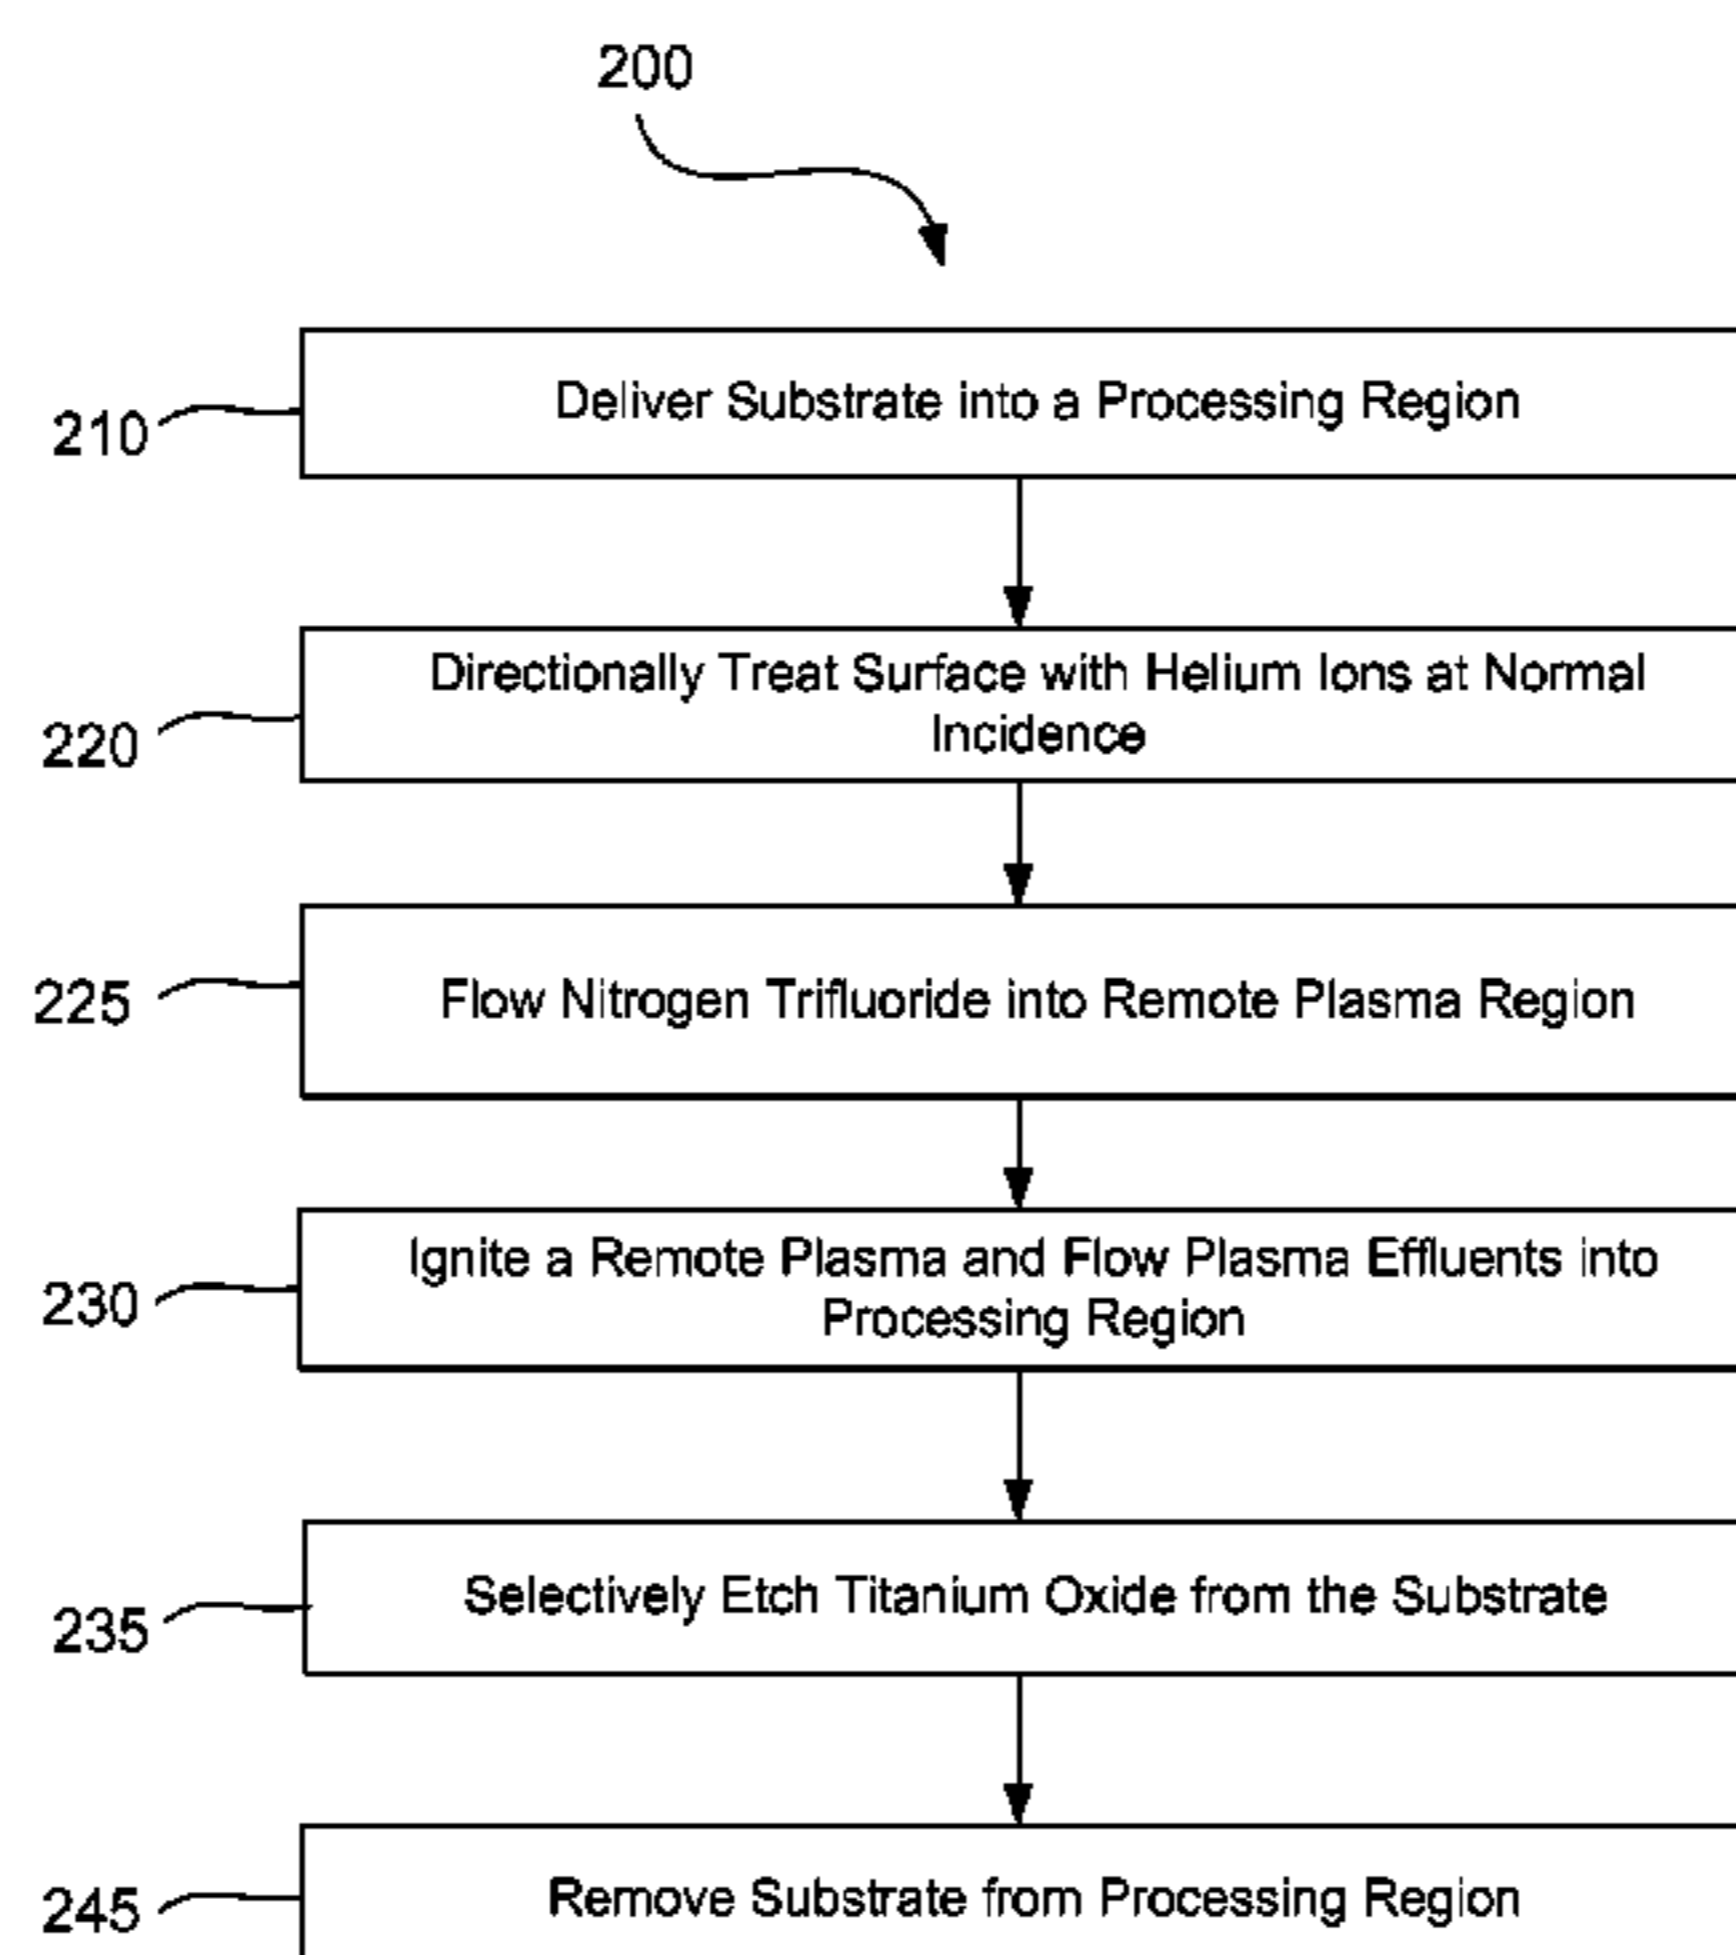 200
210
Deliver Substrate into a Processing Region
220
Directionally Treat Surface with Helium Ions at Normal
Incidence
225
Flow Nitrogen Trifluoride into Remote Plasma Region
230
Ignite a Remote Plasma and Flow Plasma Effluents into
Processing Region
235
Selectively Etch Titanium Oxide from the Substrate
245
Remove Substrate from Processing Region